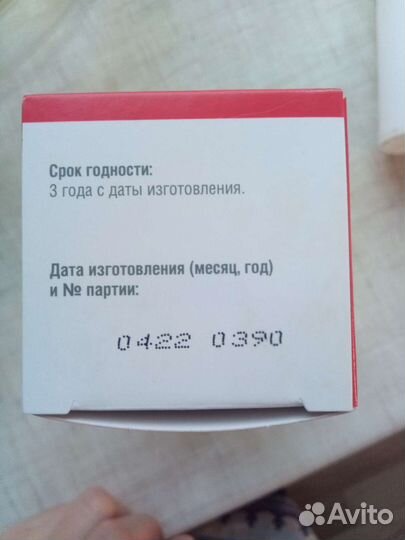 Срок годности:
3 года с даты изготовления.
Дата изготовления (месяц, год)
и № партии:
0422 0390
Avito